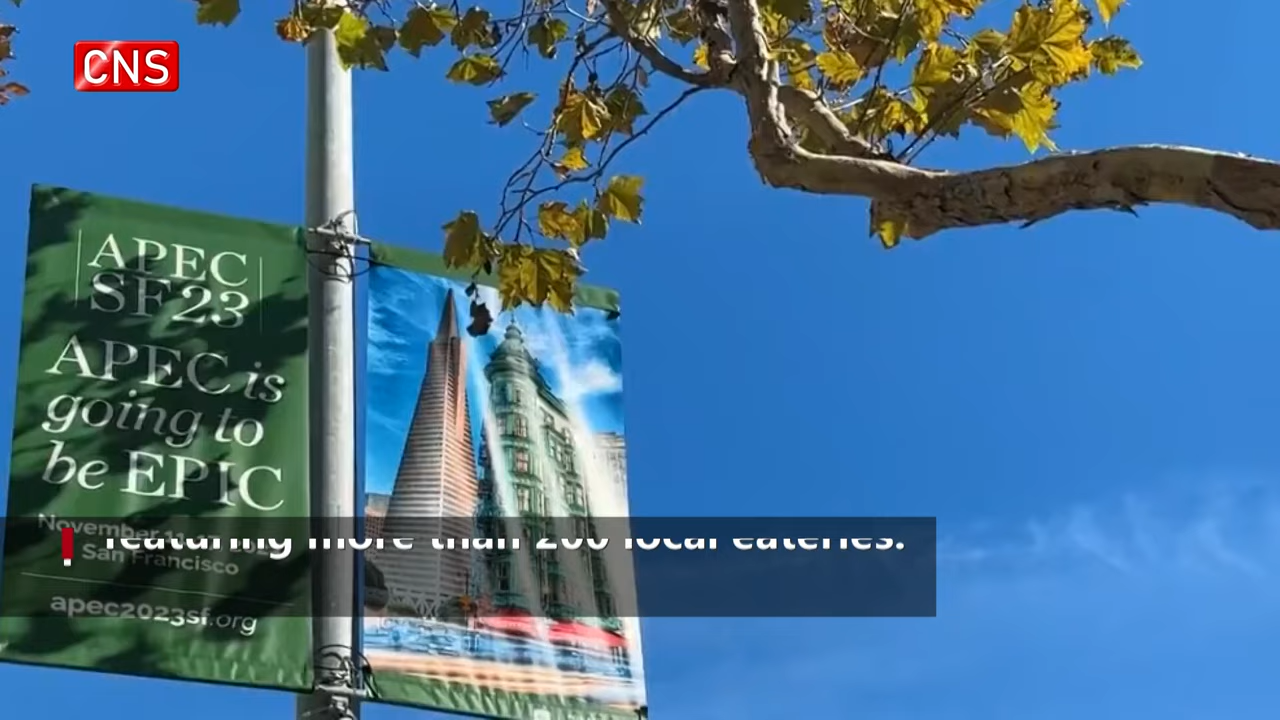 CNS
APEC
SF23
APEC is
going to
be EPIC
November
San Francisco
apec2023sf.org
featuring more than 200 local eateries.